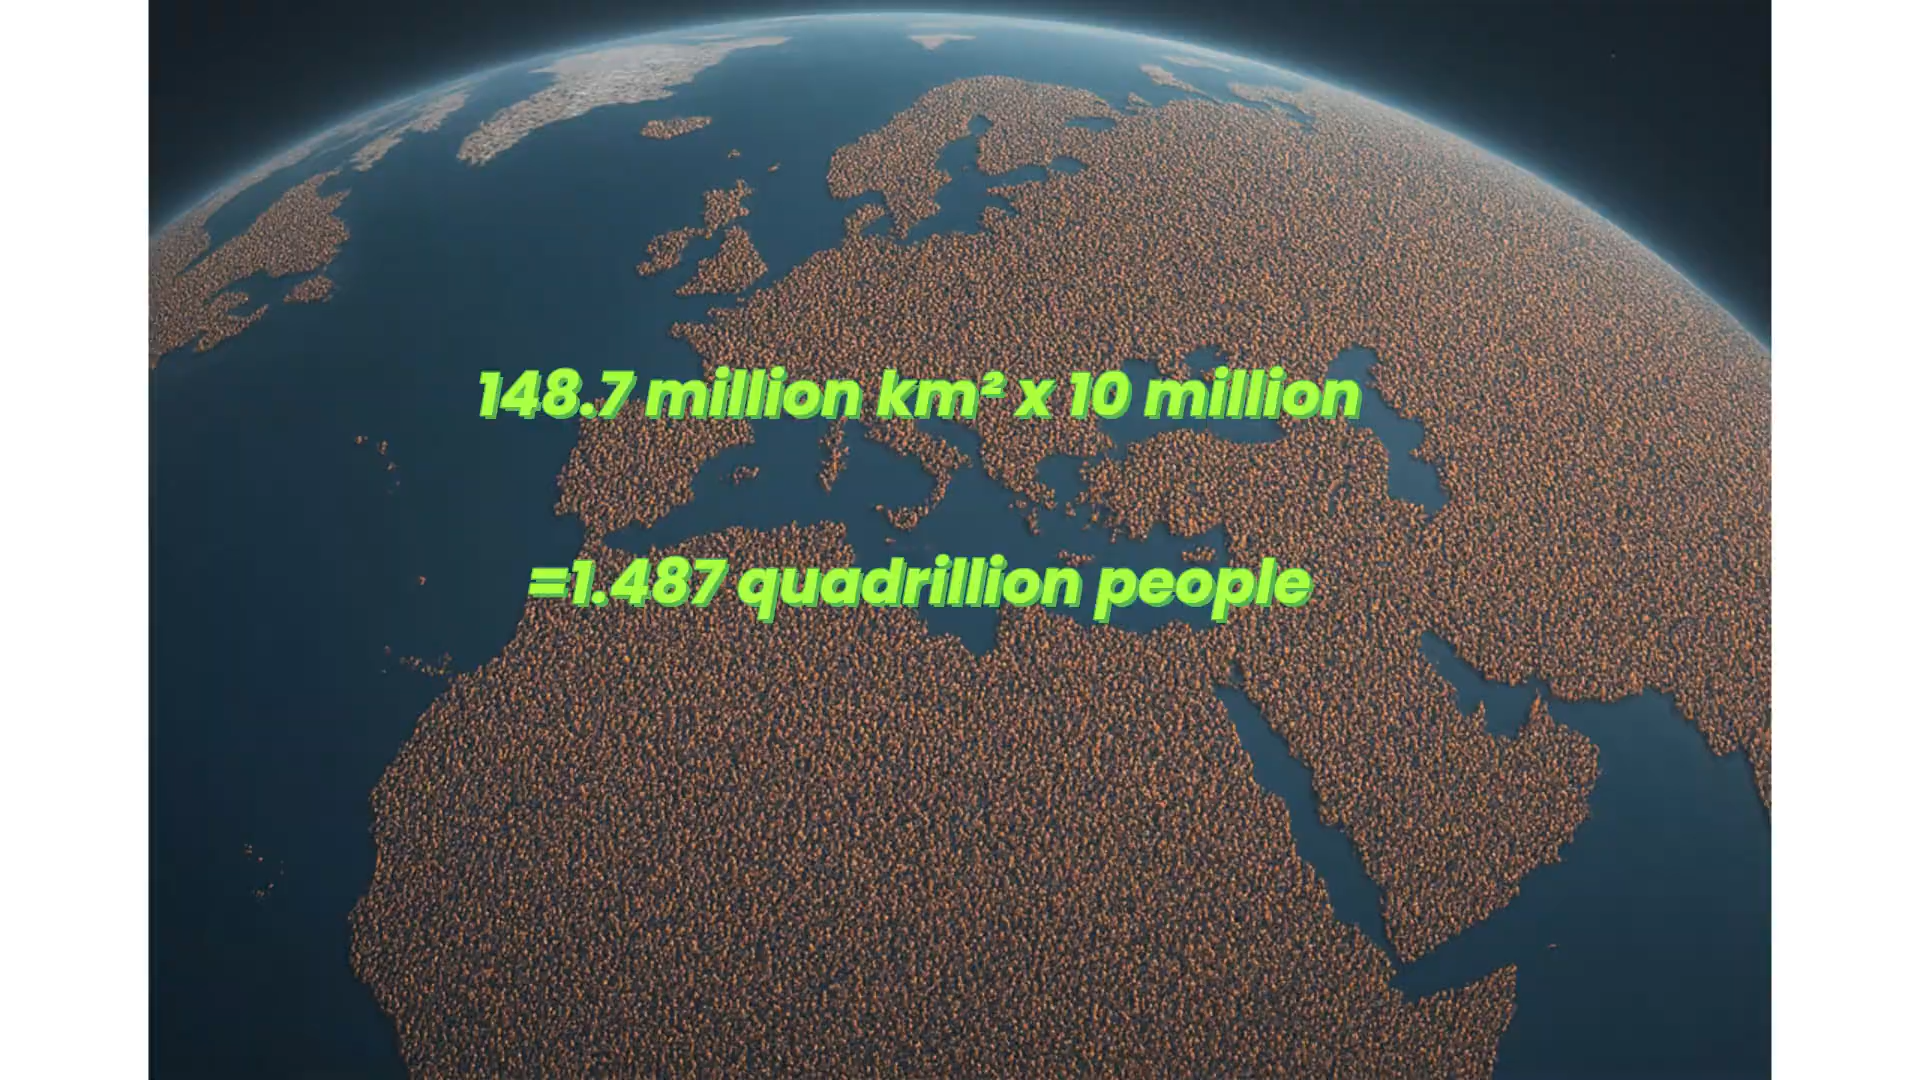 148.7 million km² x 10 million
=1.487 quadrillion people